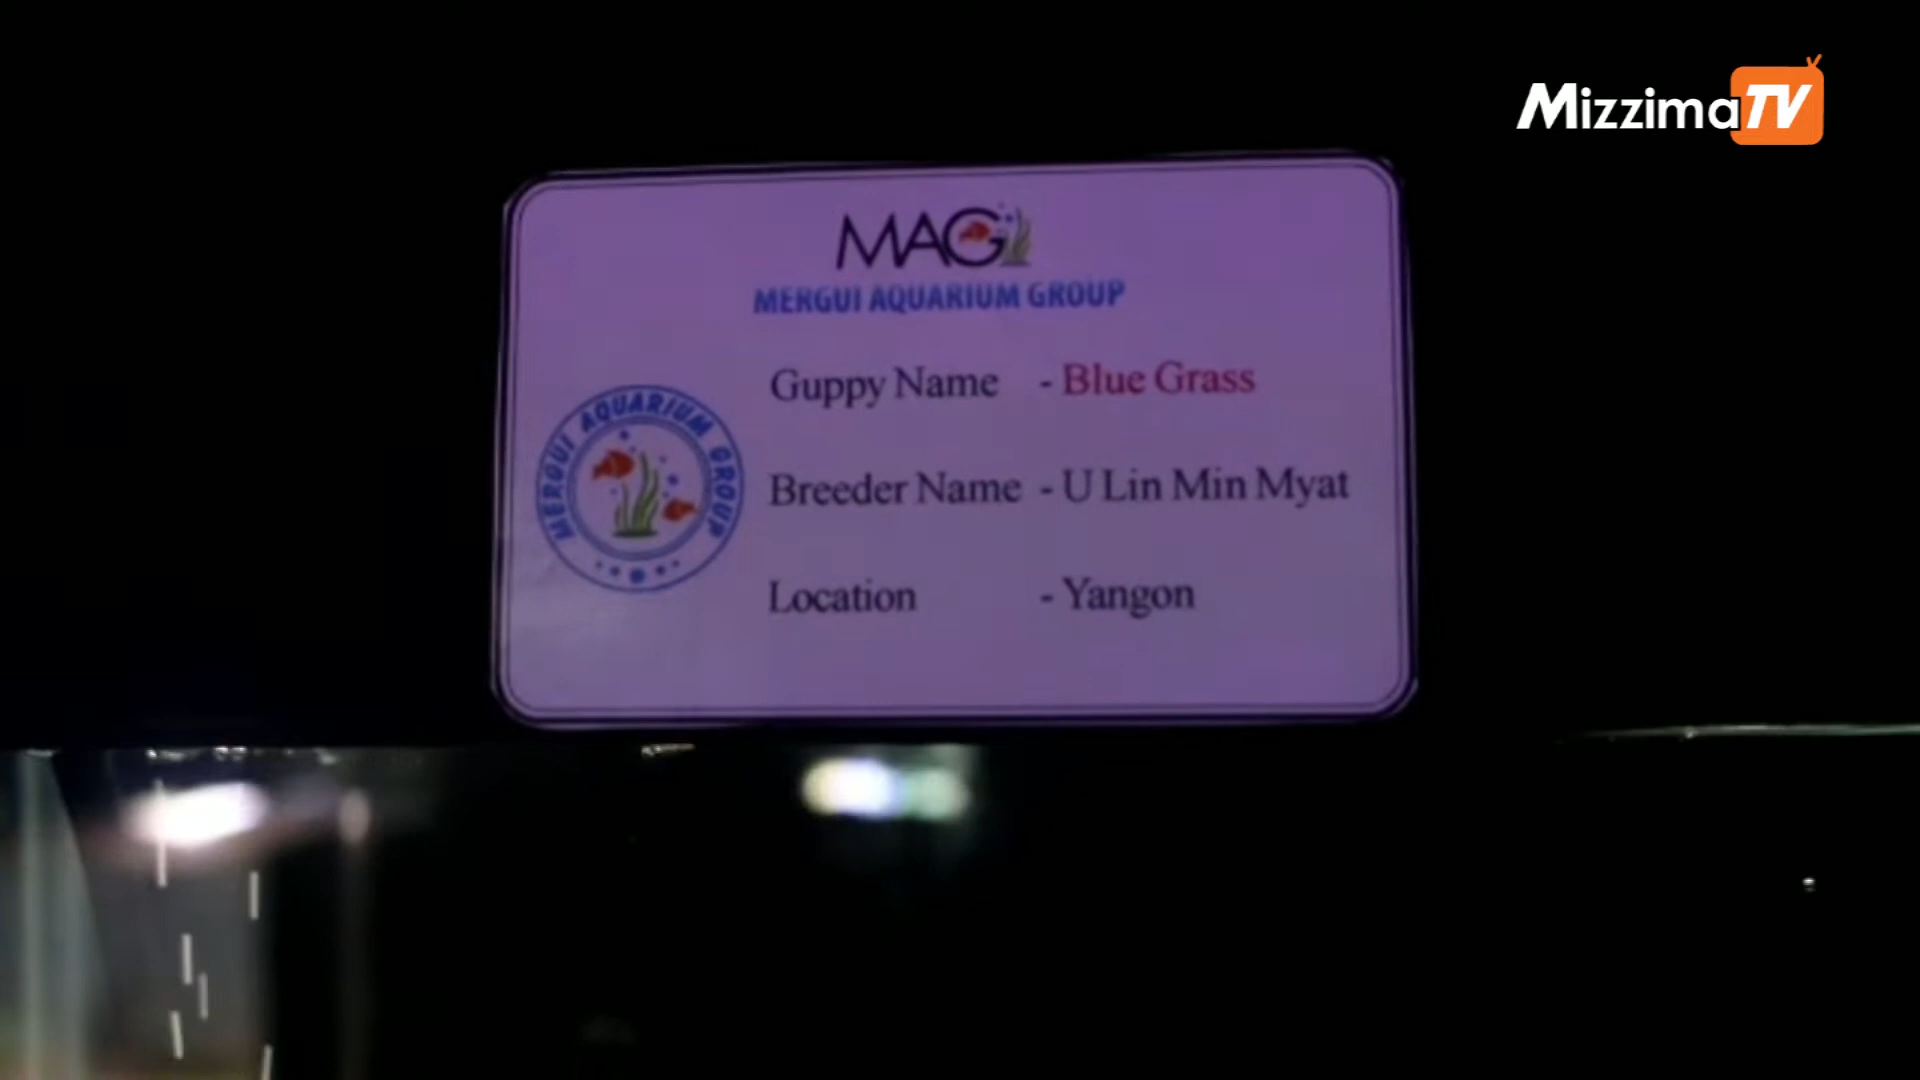 MizzimaTV
MAG
MERGUI AQUARIUM GROUP
Guppy Name - Blue Grass
MERGUI AQUARIUM GROUP
Breeder Name - U Lin Min Myat
Location - Yangon